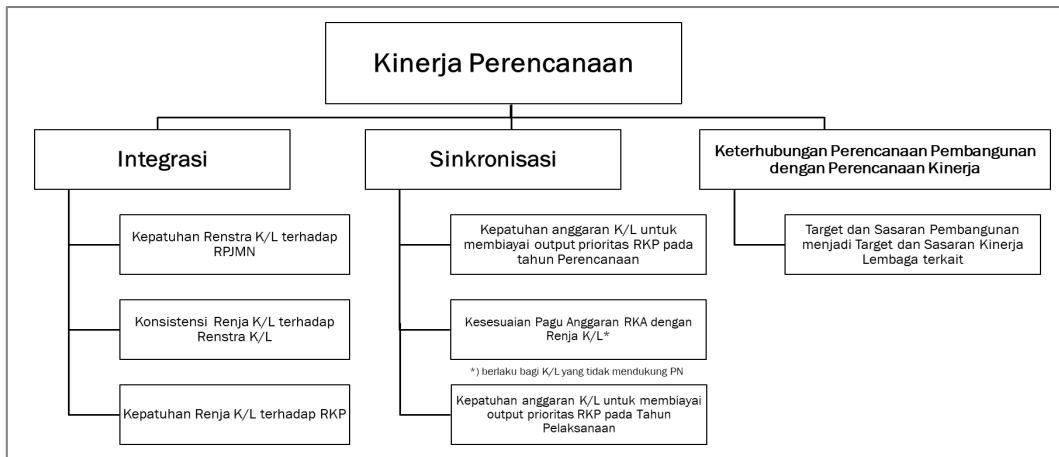 Kinerja Perencanaan
Integrasi
Kepatuhan Renstra K/L terhadap
RPJMN
Konsistensi Renja K/L terhadap
Renstra K/L
Kepatuhan Renja K/L terhadap RKP
Sinkronisasi
Kepatuhan anggaran K/L untuk
membiayai output prioritas RKP pada
tahun Perencanaan
Kesesuaian Pagu Anggaran RKA dengan
Renja K/L*
*) berlaku bagi K/L yang tidak mendukung PN
Kepatuhan anggaran K/L untuk membiayai
output prioritas RKP pada Tahun
Pelaksanaan
Keterhubungan Perencanaan Pembangunan
dengan Perencanaan Kinerja
Target dan Sasaran Pembangunan
menjadi Target dan Sasaran Kinerja
Lembaga terkait